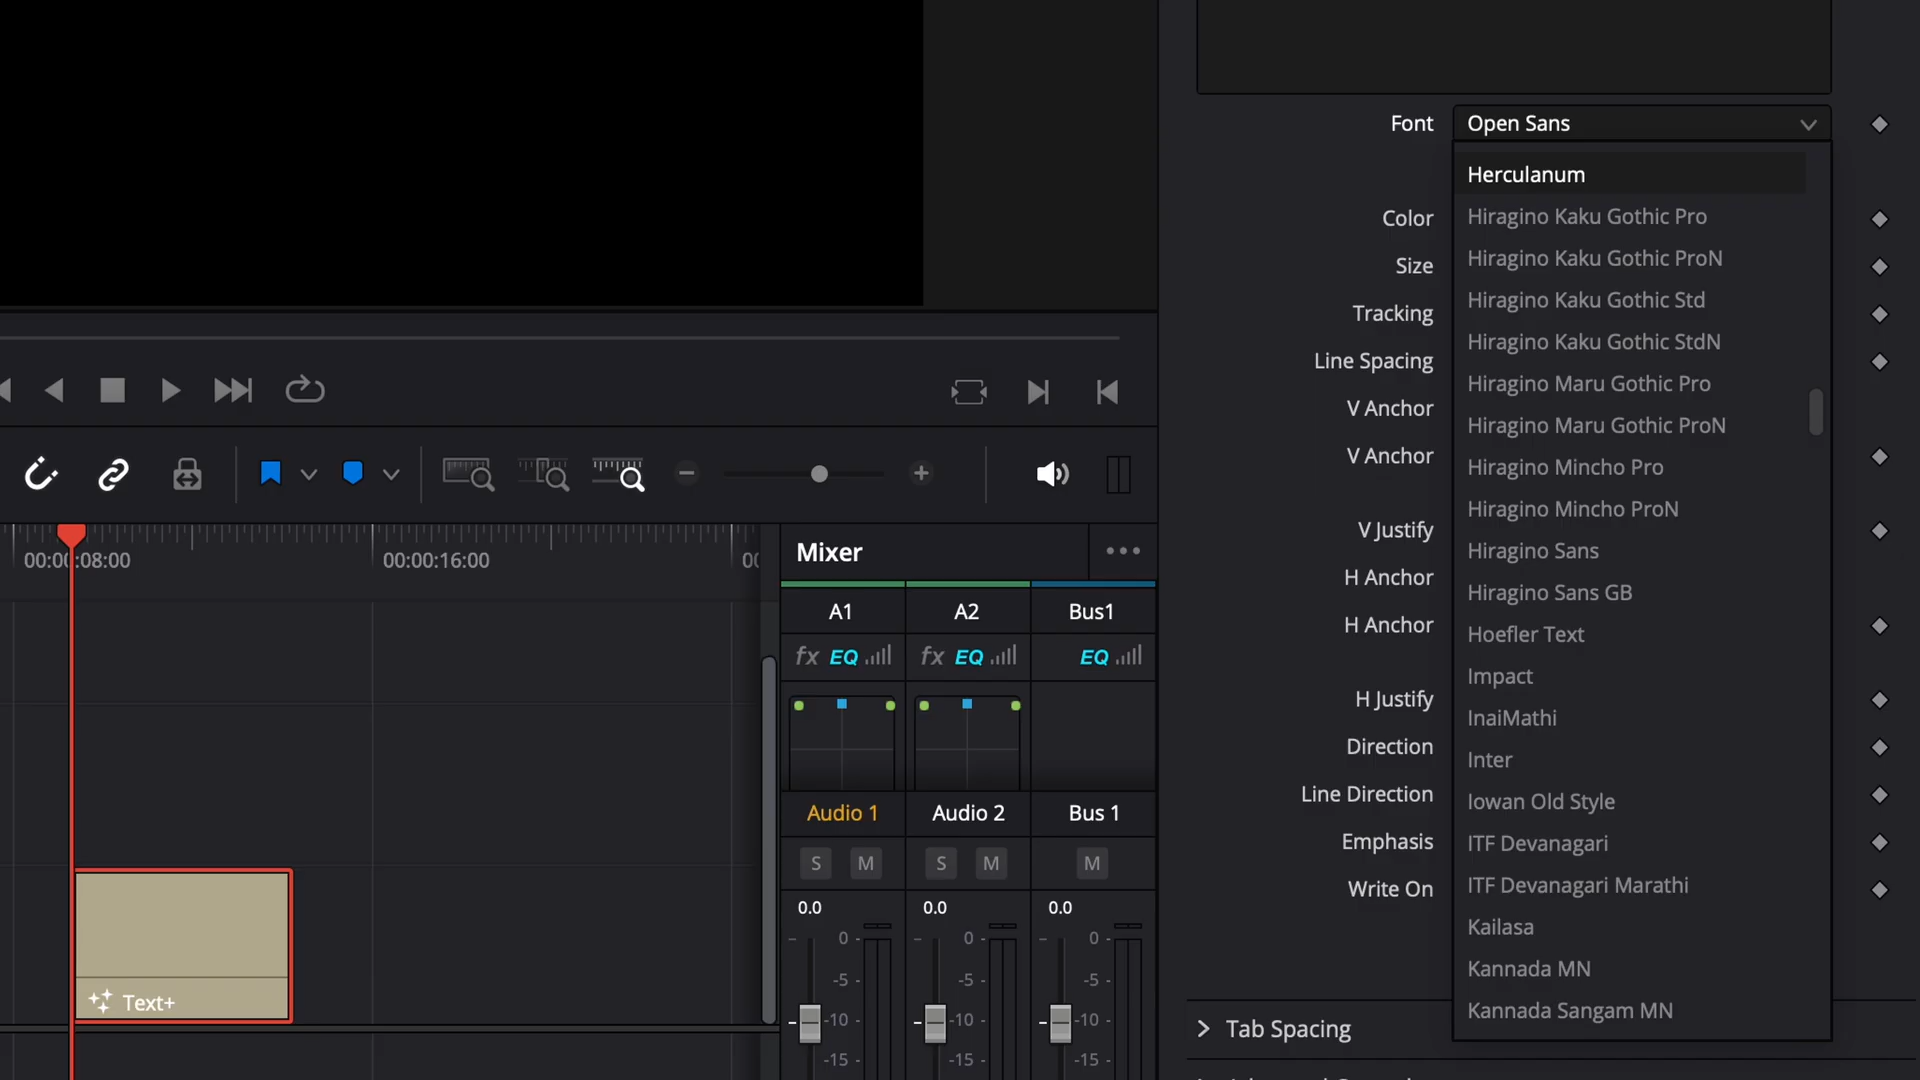 Font
Open Sans
Herculanum
Hiragino Kaku Gothic Pro
Color
Hiragino Kaku Gothic ProN
Size
Hiragino Kaku Gothic Std
Tracking
Hiragino Kaku Gothic StdN
Line Spacing
Hiragino Maru Gothic Pro
V Anchor
Hiragino Maru Gothic ProN
V Anchor
Hiragino Mincho Pro
Hiragino Mincho ProN
V Justify
Hiragino Sans
H Anchor
Hiragino Sans GB
H Anchor
Hoefler Text
Impact
H Justify
InaiMathi
Direction
Inter
Line Direction
Iowan Old Style
Emphasis
ITF Devanagari
Write On
ITF Devanagari Marathi
Kailasa
Kannada MN
Kannada Sangam MN
Tab Spacing
00:00:08:00
00:00:16:00
Mixer
A1 A2 Bus1
fx EQ fx EQ EQ
Audio 1 Audio 2 Bus 1
S M S M M
0.0 0.0 0.0
0 0 0
-5 -5 -5
-10 -10 -10
-15 -15 -15
Text+